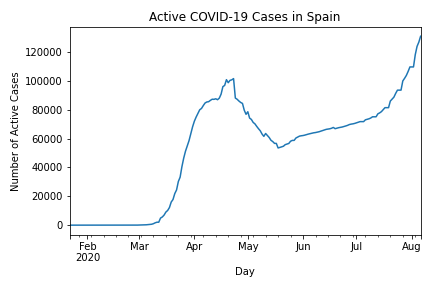 Active COVID-19 Cases in Spain
Number of Active Cases
120000
100000
80000
60000
40000
20000
0
Feb Mar Apr May Jun Jul Aug
2020
Day